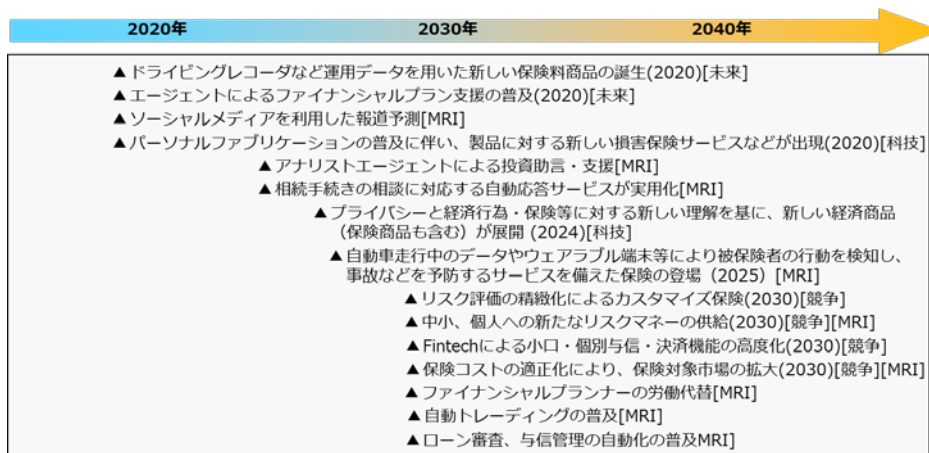 2020年 2030年 2040年
▲ドライビングレコーダなど運用データを用いた新しい保険料商品の誕生(2020)[未来]
▲エージェントによるファイナンシャルプラン支援の普及(2020)[未来]
▲ソーシャルメディアを利用した報道予測[MRI]
▲パーソナルファブリケーションの普及に伴い、製品に対する新しい損害保険サービスなどが出現(2020)[科技]
▲アナリストエージェントによる投資助言・支援[MRI]
▲相続手続きの相談に対応する自動応答サービスが実用化[MRI]
▲プライバシーと経済行為・保険等に対する新しい理解を基に、新しい経済商品
（保険商品も含む）が展開 (2024)[科技]
▲自動車走行中のデータやウェアラブル端末等により被保険者の行動を検知し、
事故などを予防するサービスを備えた保険の登場（2025）[MRI]
▲リスク評価の精緻化によるカスタマイズ保険(2030)[競争]
▲中小、個人への新たなリスクマネーの供給(2030)[競争][MRI]
▲Fintechによる小口・個別与信・決済機能の高度化(2030)[競争]
▲保険コストの適正化により、保険対象市場の拡大(2030)[競争][MRI]
▲ファイナンシャルプランナーの労働代替[MRI]
▲自動トレーディングの普及[MRI]
▲ローン審査、与信管理の自動化の普及MRI]